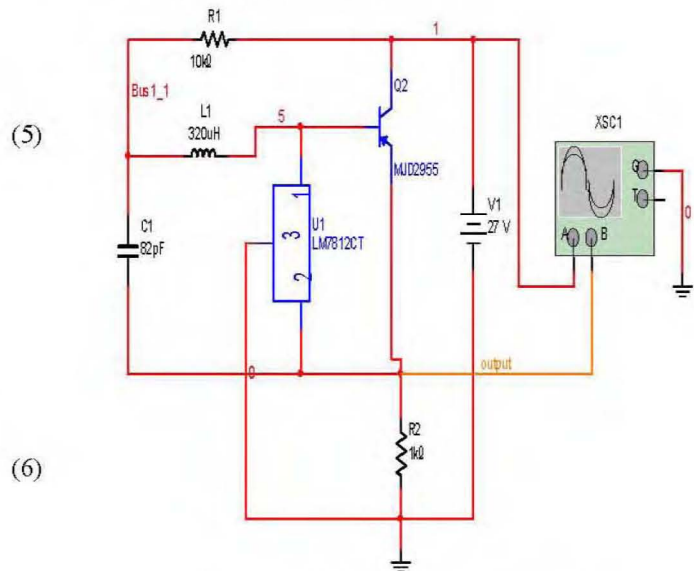 R1
10kΩ
1
Bus1_1
Q2
L1
320uH
5
(5)
XSC1
G
T
A B
MJD2955
V1
27 V
1
U1
3
LM7812CT
2
C1
82pF
0
0
output
R2
1kΩ
(6)